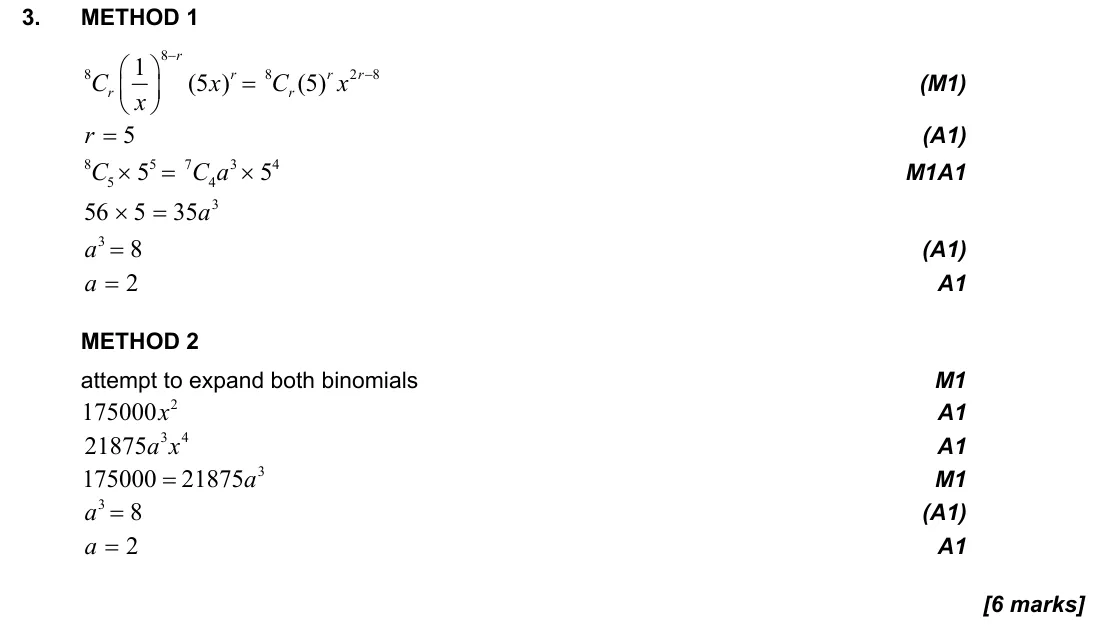 3. METHOD 1
⁸Cᵣ (1/x)⁸⁻ʳ (5x)ʳ = ⁸Cᵣ(5)ʳ x²ʳ⁻⁸ (M1)
r = 5 (A1)
⁸C₅ × 5⁵ = ⁷C₄a³ × 5⁴ M1A1
56 × 5 = 35a³
a³ = 8 (A1)
a = 2 A1
METHOD 2
attempt to expand both binomials M1
175000x² A1
21875a³x⁴ A1
175000 = 21875a³ M1
a³ = 8 (A1)
a = 2 A1
[6 marks]